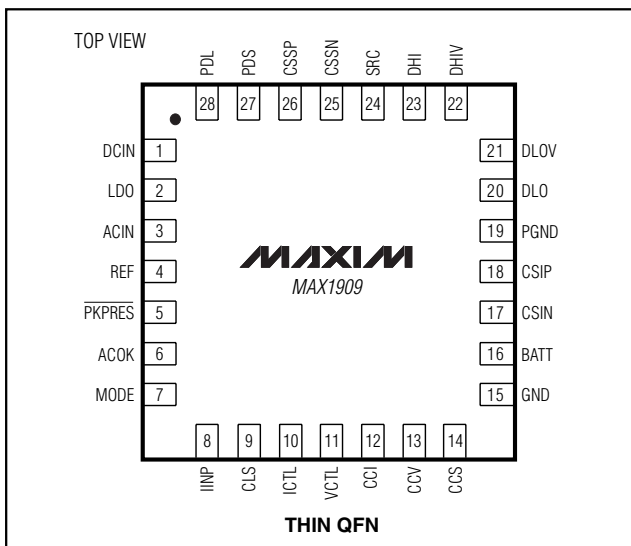 TOP VIEW
PDL
PDS
CSSP
CSSN
SRC
DHI
DHIV
28 27 26 25 24 23 22
DCIN 1
LDO 2
ACIN 3
REF 4
PKPRES 5
ACOK 6
MODE 7
21 DLOV
20 DLO
19 PGND
18 CSIP
17 CSIN
16 BATT
15 GND
MAXIM
MAX1909
8 9 10 11 12 13 14
IINP
CLS
ICTL
VCTL
CCI
CCV
CCS
THIN QFN